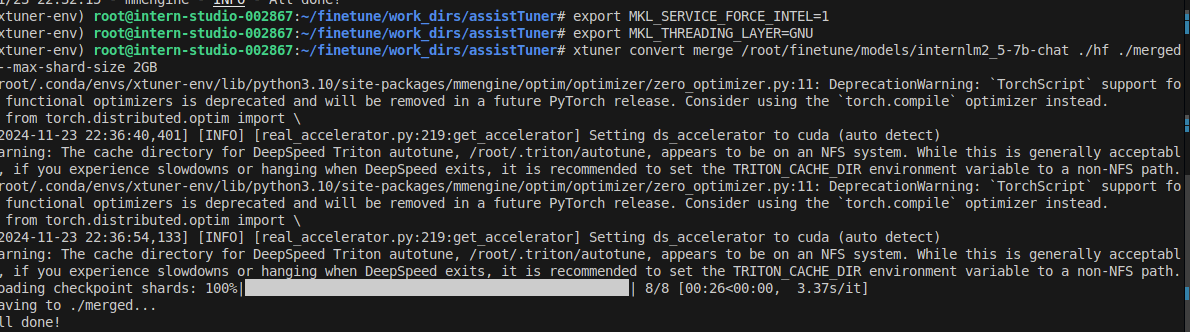 1/23 22:32:15 - mmengine - INFO - All done!
xtuner-env) root@intern-studio-002867:~/finetune/work_dirs/assistTuner# export MKL_SERVICE_FORCE_INTEL=1
xtuner-env) root@intern-studio-002867:~/finetune/work_dirs/assistTuner# export MKL_THREADING_LAYER=GNU
xtuner-env) root@intern-studio-002867:~/finetune/work_dirs/assistTuner# xtuner convert merge /root/finetune/models/internlm2_5-7b-chat ./hf ./merged
--max-shard-size 2GB
root/.conda/envs/xtuner-env/lib/python3.10/site-packages/mmengine/optim/optimizer/zero_optimizer.py:11: DeprecationWarning: `TorchScript` support fo
functional optimizers is deprecated and will be removed in a future PyTorch release. Consider using the `torch.compile` optimizer instead.
from torch.distributed.optim import \
2024-11-23 22:36:40,401] [INFO] [real_accelerator.py:219:get_accelerator] Setting ds_accelerator to cuda (auto detect)
arning: The cache directory for DeepSpeed Triton autotune, /root/.triton/autotune, appears to be on an NFS system. While this is generally acceptabl
, if you experience slowdowns or hanging when DeepSpeed exits, it is recommended to set the TRITON_CACHE_DIR environment variable to a non-NFS path.
root/.conda/envs/xtuner-env/lib/python3.10/site-packages/mmengine/optim/optimizer/zero_optimizer.py:11: DeprecationWarning: `TorchScript` support fo
functional optimizers is deprecated and will be removed in a future PyTorch release. Consider using the `torch.compile` optimizer instead.
from torch.distributed.optim import \
2024-11-23 22:36:54,133] [INFO] [real_accelerator.py:219:get_accelerator] Setting ds_accelerator to cuda (auto detect)
arning: The cache directory for DeepSpeed Triton autotune, /root/.triton/autotune, appears to be on an NFS system. While this is generally acceptabl
, if you experience slowdowns or hanging when DeepSpeed exits, it is recommended to set the TRITON_CACHE_DIR environment variable to a non-NFS path.
oading checkpoint shards: 100%| | 8/8 [00:26<00:00, 3.37s/it]
aving to ./merged...
ll done!